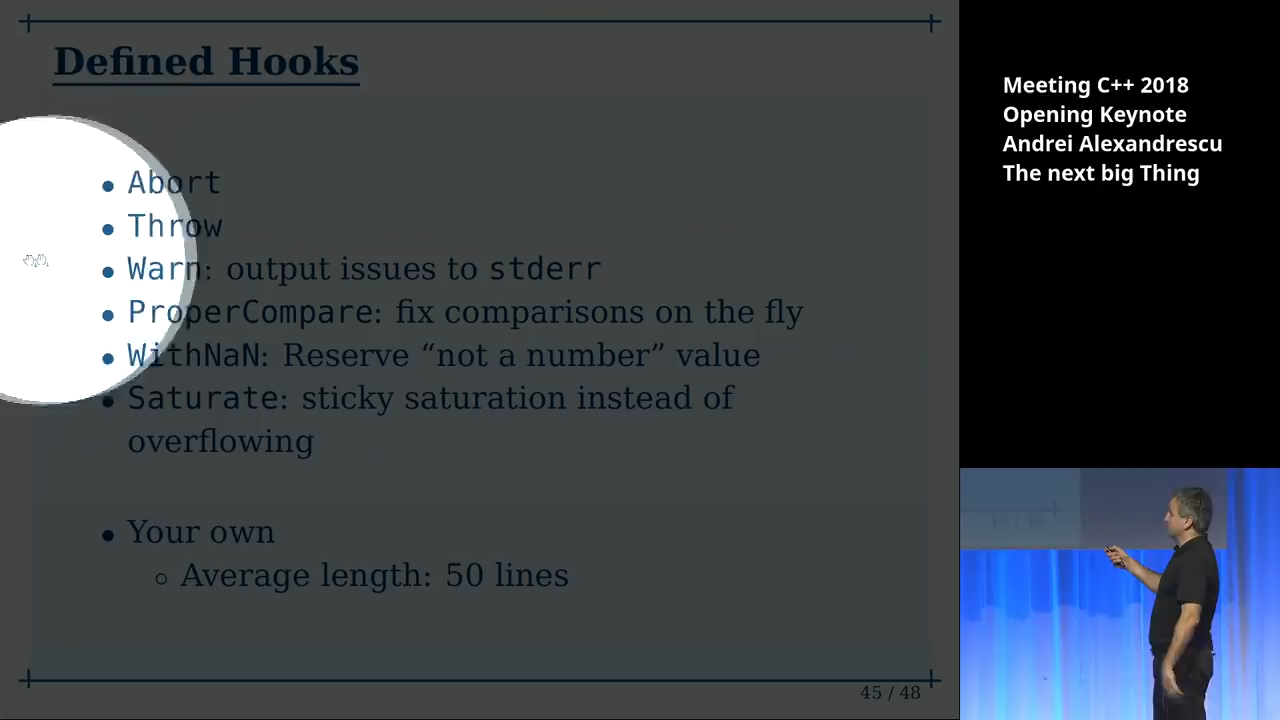 Defined Hooks
• Abort
• Throw
• Warn: output issues to stderr
• ProperCompare: fix comparisons on the fly
• WithNaN: Reserve “not a number” value
• Saturate: sticky saturation instead of
overflowing
• Your own
○ Average length: 50 lines
45 / 48
Meeting C++ 2018
Opening Keynote
Andrei Alexandrescu
The next big Thing